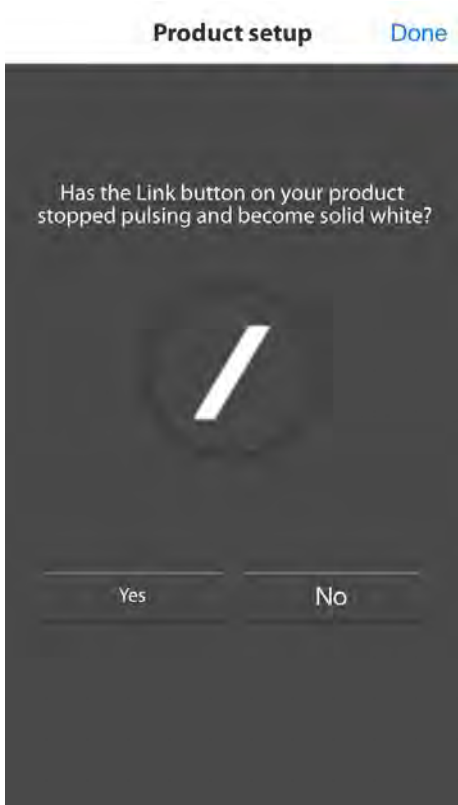 Product setup Done
Has the Link button on your product
stopped pulsing and become solid white?
Yes No